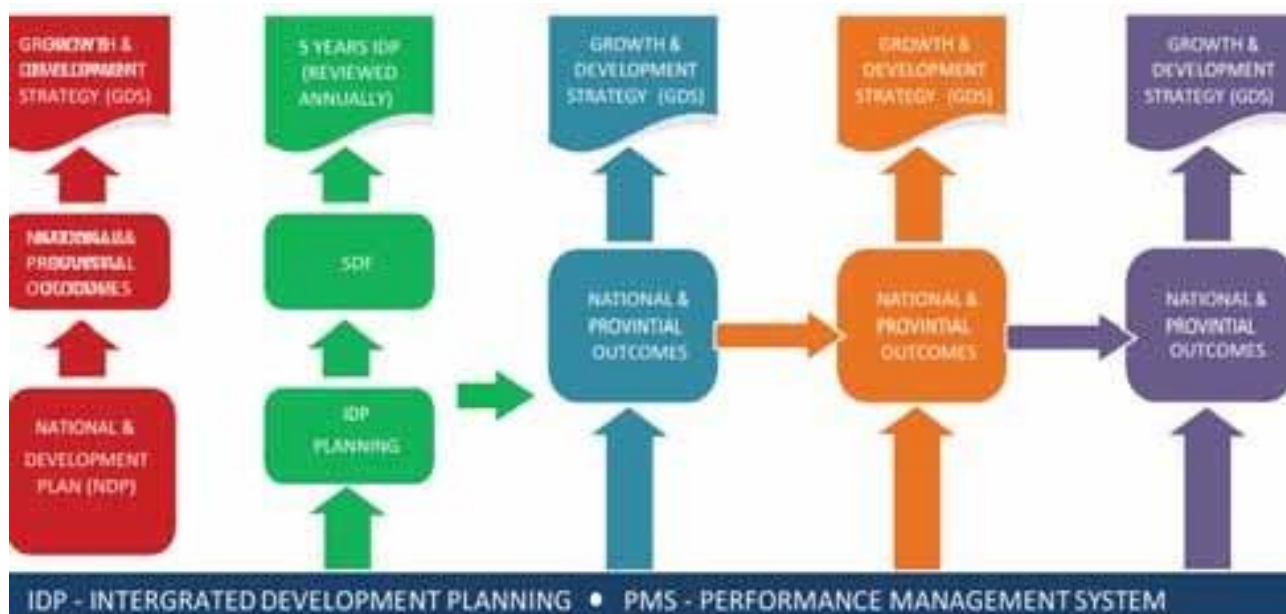 GROWTH &
DEVELOPMENT
STRATEGY (GDS)
5 YEARS IDP
(REVIEWED
ANNUALLY)
GROWTH &
DEVELOPMENT
STRATEGY (GDS)
GROWTH &
DEVELOPMENT
STRATEGY (GDS)
GROWTH &
DEVELOPMENT
STRATEGY (GDS)
OUTCOMES
SDF
NATIONAL &
PROVINTIAL
OUTCOMES
NATIONAL &
PROVINTIAL
OUTCOMES
NATIONAL &
PROVINTIAL
OUTCOMES
NATIONAL &
DEVELOPMENT
PLAN (NDP)
IDP
PLANNING
IDP - INTERGRATED DEVELOPMENT PLANNING • PMS - PERFORMANCE MANAGEMENT SYSTEM